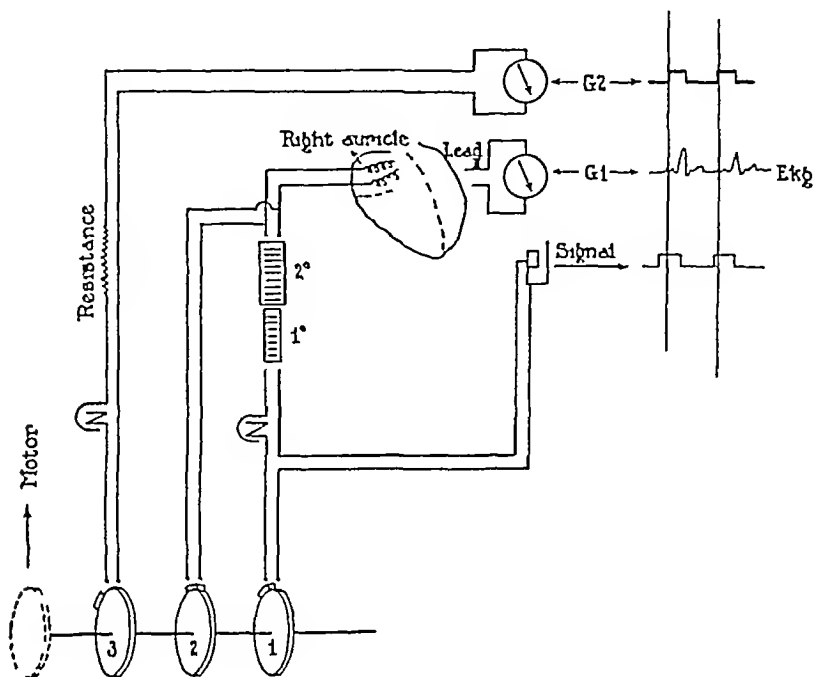 G2
Right auricle
Lead
G1
Ekg
Resistance
2°
Signal
1°
Motor
3
2
1